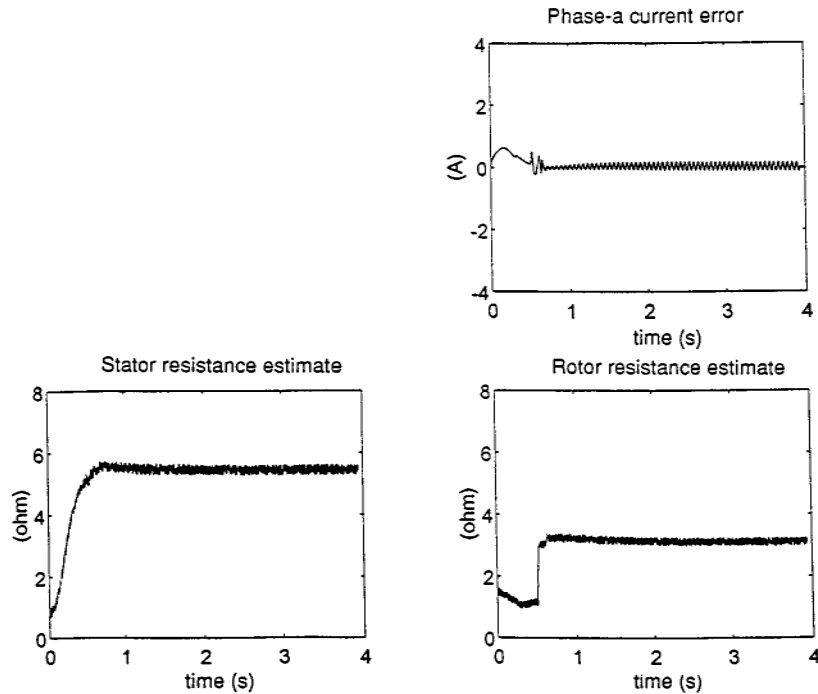 Phase-a current error
4
2
0
-2
-4
(A)
0 1 2 3 4
time (s)
Stator resistance estimate
8
6
4
2
0
(ohm)
0 1 2 3 4
time (s)
Rotor resistance estimate
8
6
4
2
0
(ohm)
0 1 2 3 4
time (s)